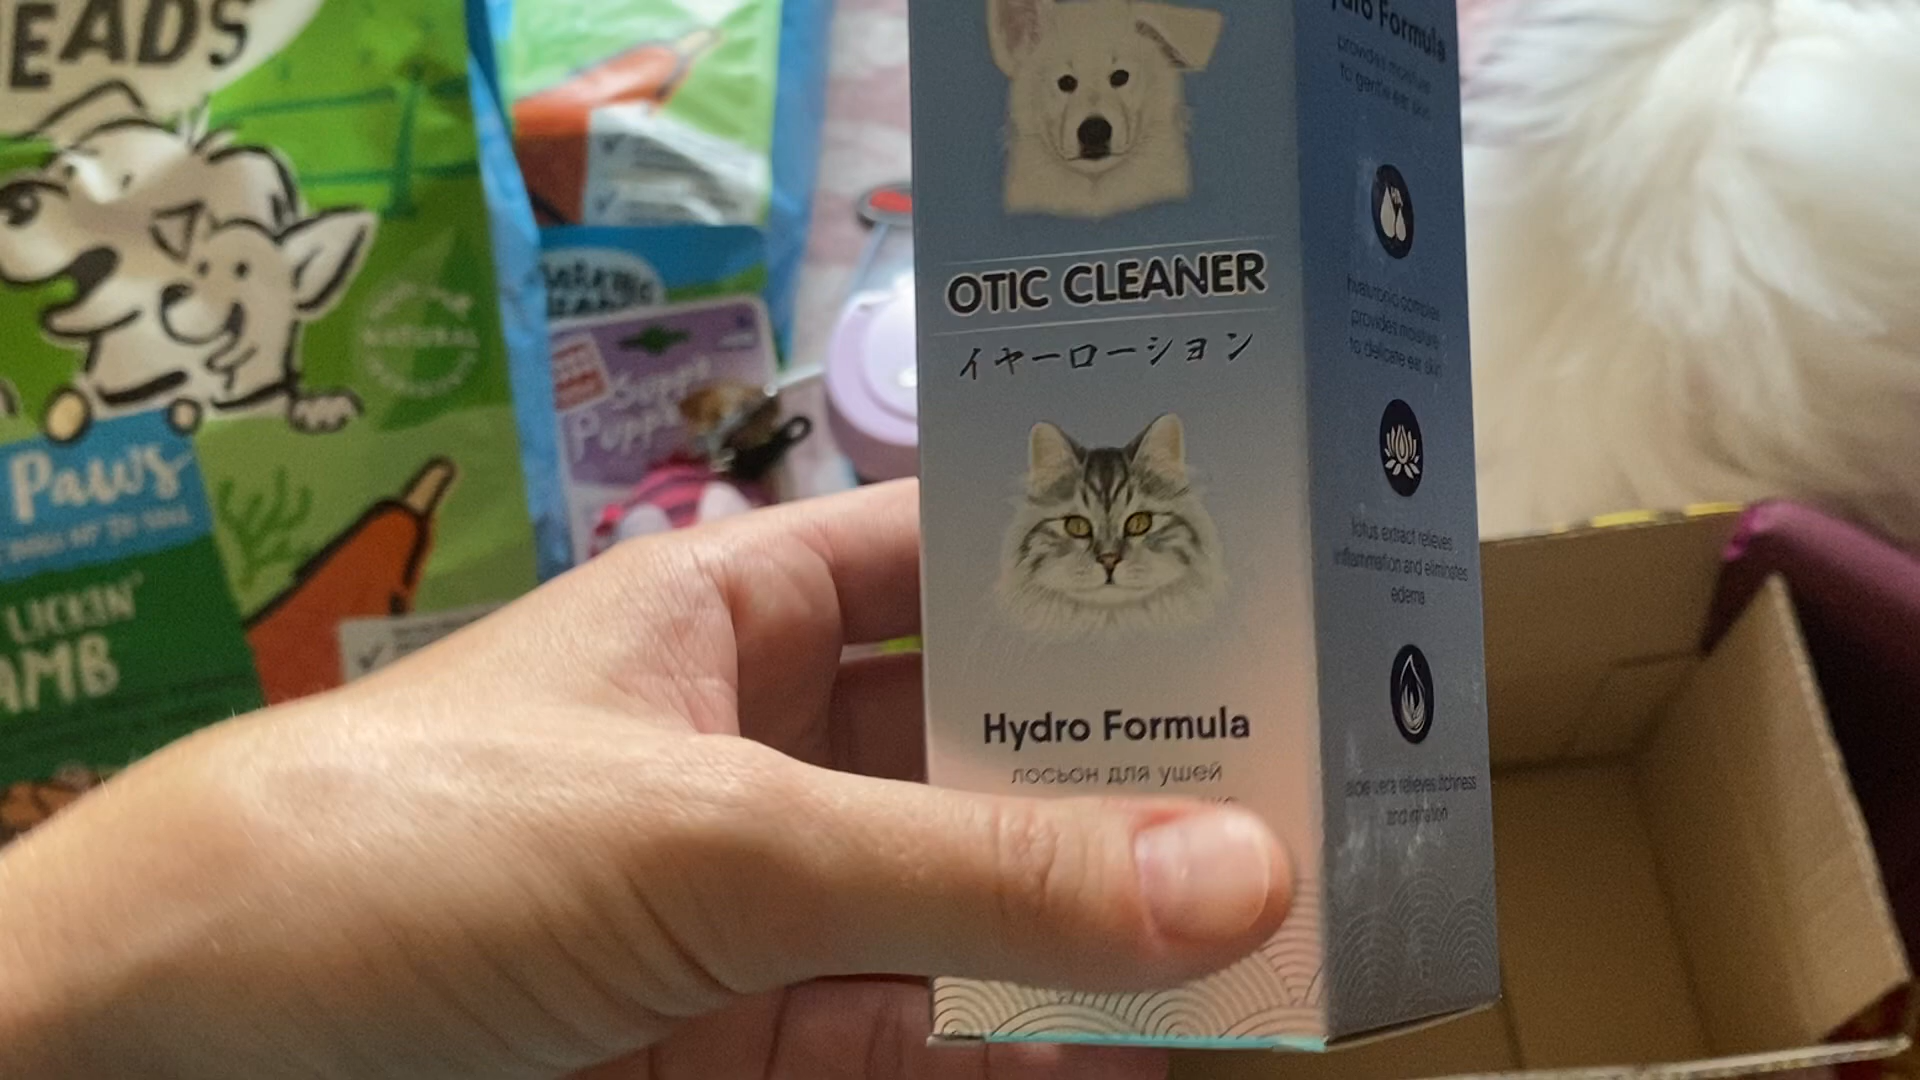 EADS
Paws
LICKIN'
AMB
NATURAL
OTIC CLEANER
イヤーローション
Hydro Formula
лосьон для ушей
Formula
provides moisture
to gentle ear skin
hyaluronic complex
provides moisture
to delicate ear skin
lotus extract relieves
inflammation and eliminates
edema
aloe vera relieves itchiness
and irritation